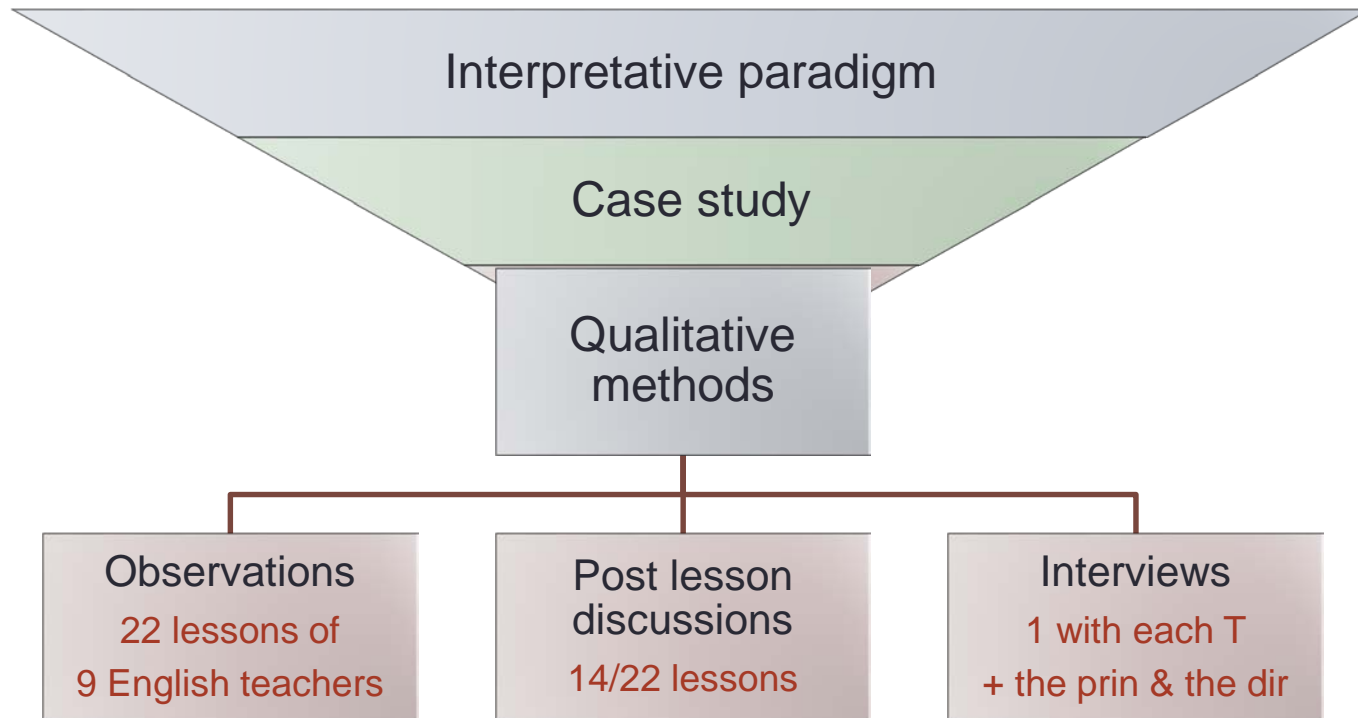 Interpretative paradigm
Case study
Qualitative
methods
Observations
22 lessons of
9 English teachers
Post lesson
discussions
14/22 lessons
Interviews
1 with each T
+ the prin & the dir